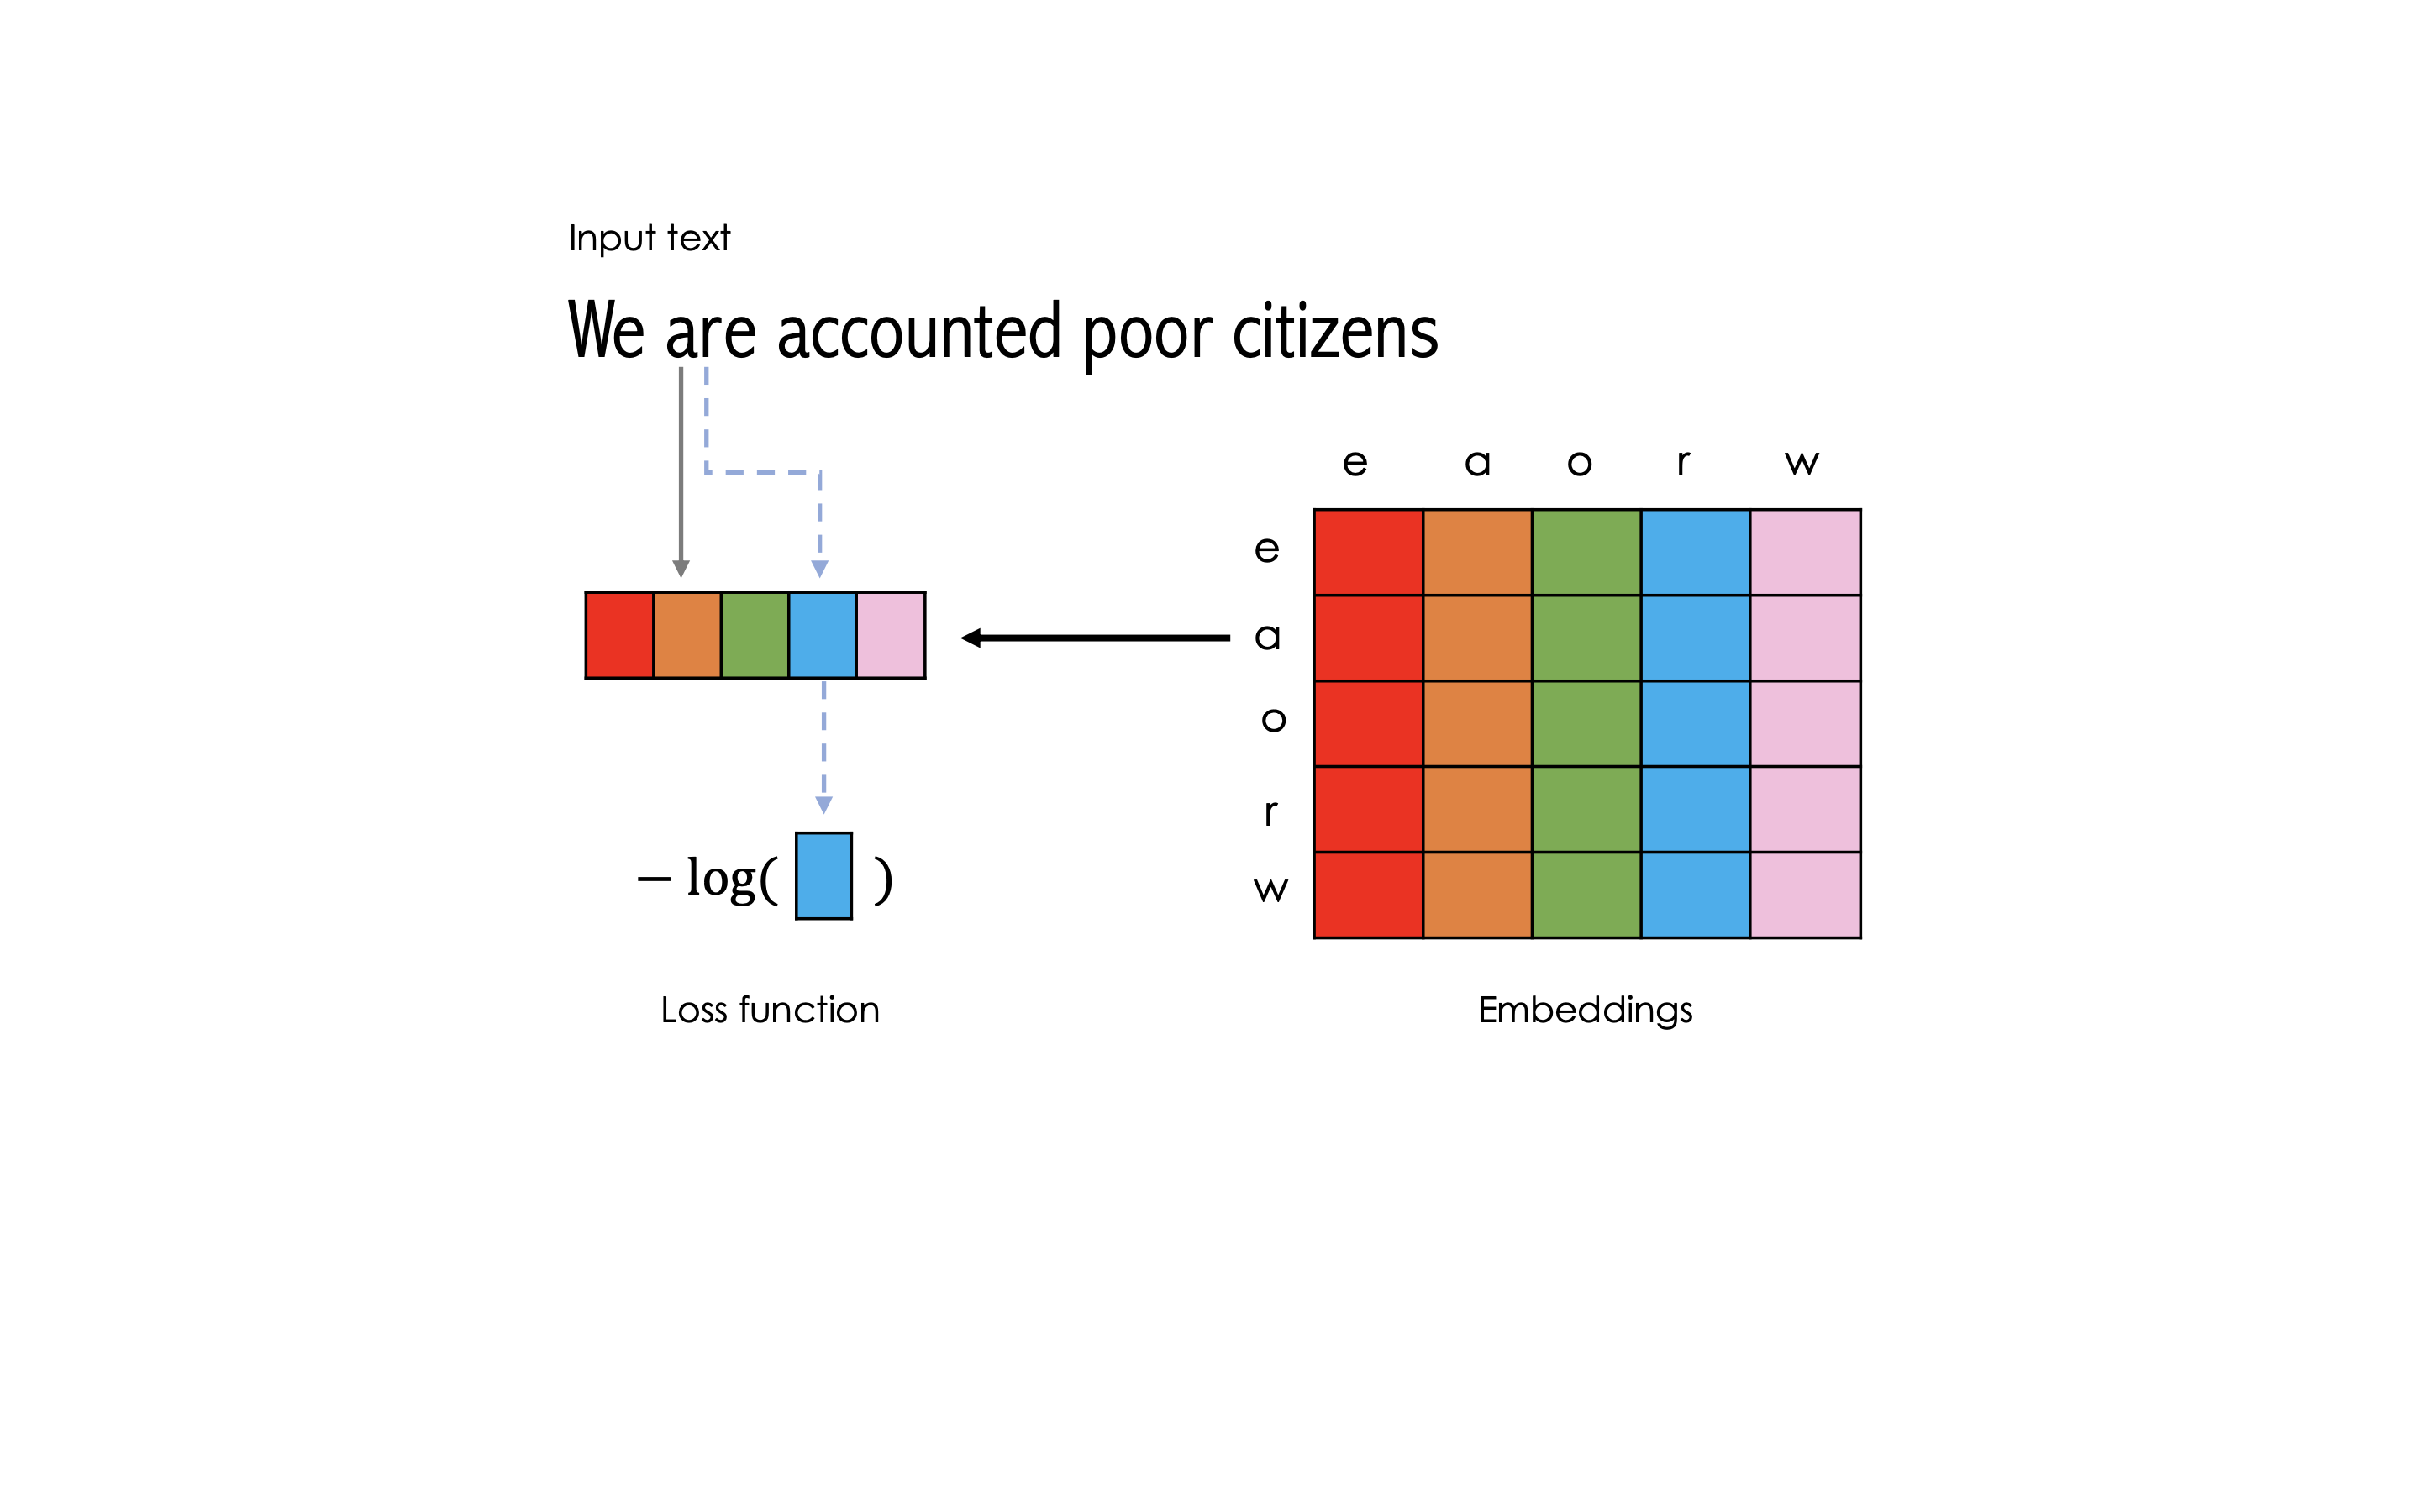 Input text
We are accounted poor citizens
e a o r w
e
a
o
r
w
− log( )
Loss function
Embeddings